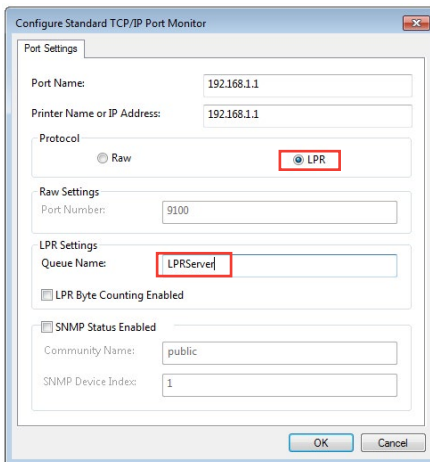 Configure Standard TCP/IP Port Monitor
Port Settings
Port Name: 192.168.1.1
Printer Name or IP Address: 192.168.1.1
Protocol
Raw LPR
Raw Settings
Port Number: 9100
LPR Settings
Queue Name: LPRServer
LPR Byte Counting Enabled
SNMP Status Enabled
Community Name: public
SNMP Device Index: 1
OK Cancel